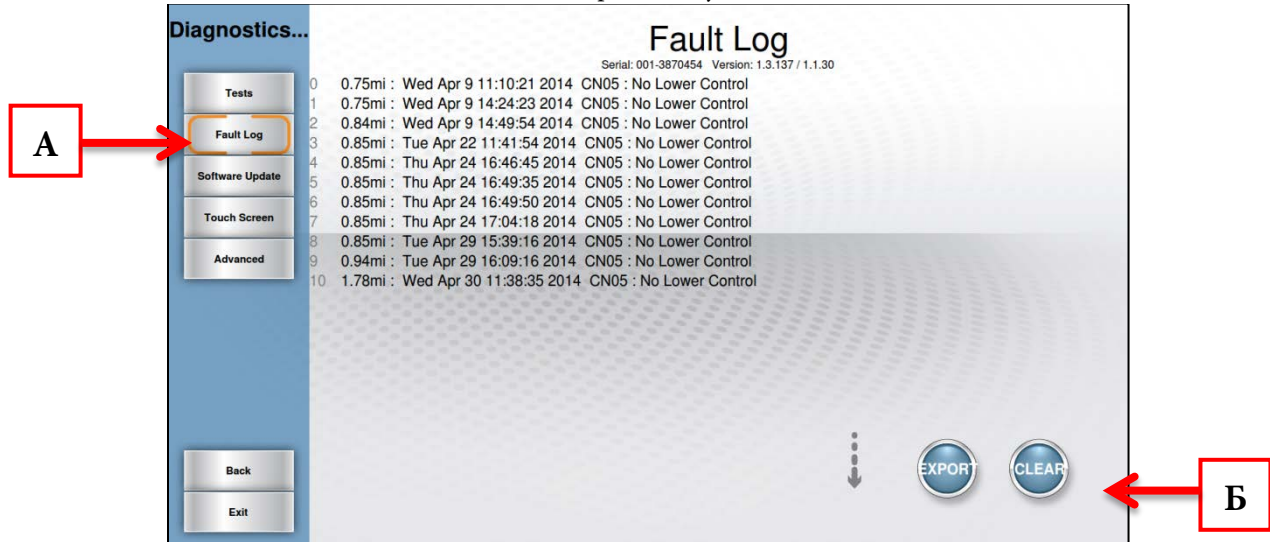 Diagnostics...
Fault Log
Serial: 001-3870454 Version: 1.3.137 / 1.1.30
Tests
Fault Log
Software Update
Touch Screen
Advanced
Back
Exit
А
0 0.75mi : Wed Apr 9 11:10:21 2014 CN05 : No Lower Control
1 0.75mi : Wed Apr 9 14:24:23 2014 CN05 : No Lower Control
2 0.84mi : Wed Apr 9 14:49:54 2014 CN05 : No Lower Control
3 0.85mi : Tue Apr 22 11:41:54 2014 CN05 : No Lower Control
4 0.85mi : Thu Apr 24 16:46:45 2014 CN05 : No Lower Control
5 0.85mi : Thu Apr 24 16:49:35 2014 CN05 : No Lower Control
6 0.85mi : Thu Apr 24 16:49:50 2014 CN05 : No Lower Control
7 0.85mi : Thu Apr 24 17:04:18 2014 CN05 : No Lower Control
8 0.85mi : Tue Apr 29 15:39:16 2014 CN05 : No Lower Control
9 0.94mi : Tue Apr 29 16:09:16 2014 CN05 : No Lower Control
10 1.78mi : Wed Apr 30 11:38:35 2014 CN05 : No Lower Control
EXPORT
CLEAR
Б